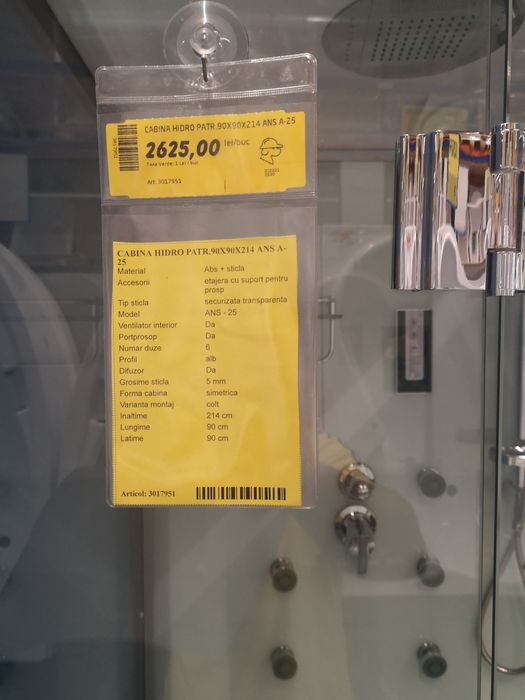 CABINA HIDRO PATR.90X90X214 ANS A-25
2625,00 lei/buc
Taxa Verde: 1 Lei / buc
Art: 3017951
CABINA HIDRO PATR.90X90X214 ANS A-
25
Material Abs + sticla
Accesorii etajera cu suport pentru
prosp
Tip sticla securizata transparenta
Model ANS - 25
Ventilator interior Da
Portprosop Da
Numar duze 6
Profil alb
Difuzor Da
Grosime sticla 5 mm
Forma cabina simetrica
Varianta montaj colt
Inaltime 214 cm
Lungime 90 cm
Latime 90 cm
Articol: 3017951